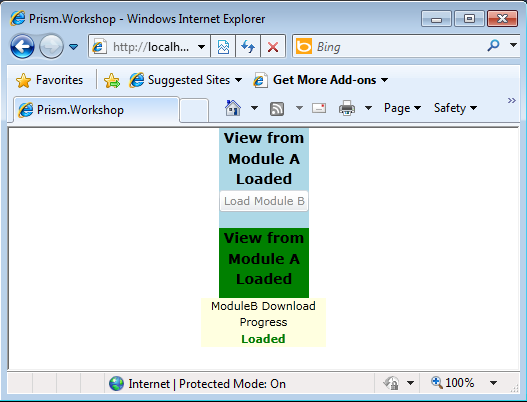 Prism.Workshop - Windows Internet Explorer
http://localh...
Bing
Favorites
Suggested Sites
Get More Add-ons
Prism.Workshop
Page
Safety
»
View from
Module A
Loaded
Load Module B
View from
Module A
Loaded
ModuleB Download
Progress
Loaded
Internet | Protected Mode: On
100%